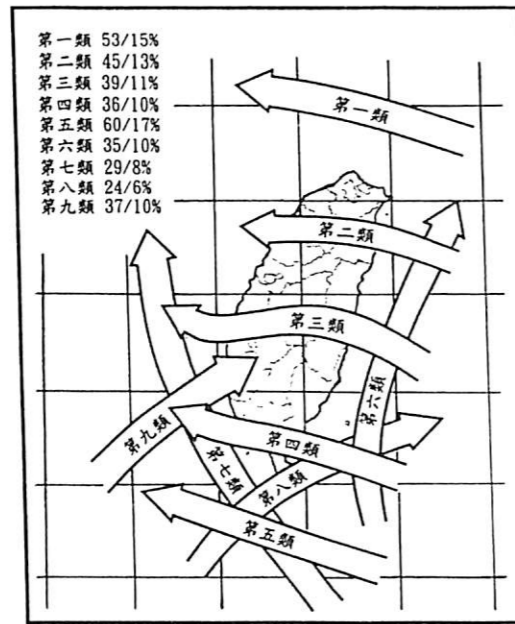 第一類 53/15%
第二類 45/13%
第三類 39/11%
第四類 36/10%
第五類 60/17%
第六類 35/10%
第七類 29/8%
第八類 24/6%
第九類 37/10%
第一類
第二類
第三類
第六類
第九類
第四類
第七類
第八類
第五類